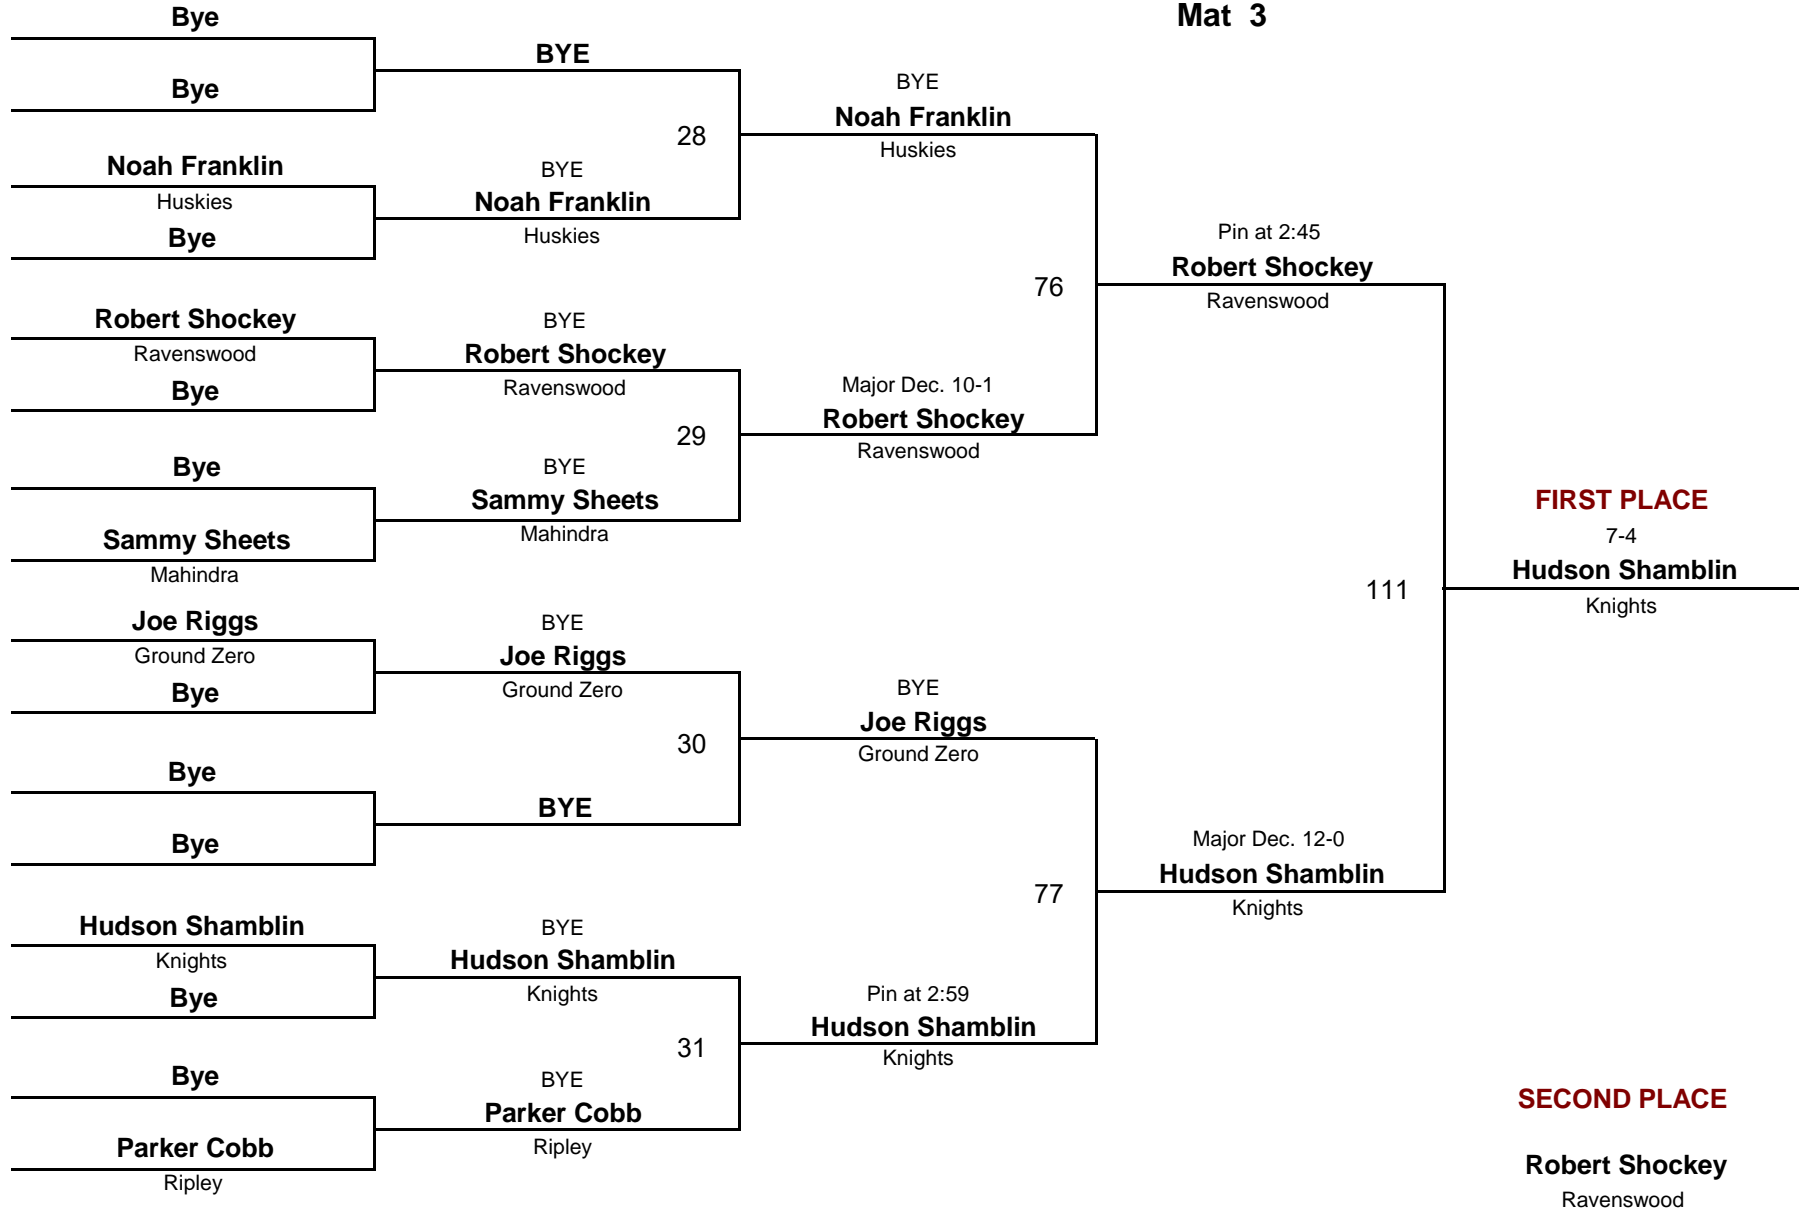 Mat 3
Bye
Bye
Noah Franklin
Huskies
Bye
Robert Shockey
Ravenswood
Bye
Bye
Sammy Sheets
Mahindra
Joe Riggs
Ground Zero
Bye
Bye
Bye
Hudson Shamblin
Knights
Bye
Bye
Parker Cobb
Ripley
BYE
28
BYE
Noah Franklin
Huskies
BYE
Robert Shockey
Ravenswood
29
BYE
Sammy Sheets
Mahindra
BYE
Joe Riggs
Ground Zero
30
BYE
BYE
Hudson Shamblin
Knights
31
BYE
Parker Cobb
Ripley
BYE
Noah Franklin
Huskies
76
Major Dec. 10-1
Robert Shockey
Ravenswood
BYE
Joe Riggs
Ground Zero
77
Pin at 2:59
Hudson Shamblin
Knights
Pin at 2:45
Robert Shockey
Ravenswood
111
Major Dec. 12-0
Hudson Shamblin
Knights
FIRST PLACE
7-4
Hudson Shamblin
Knights
SECOND PLACE
Robert Shockey
Ravenswood